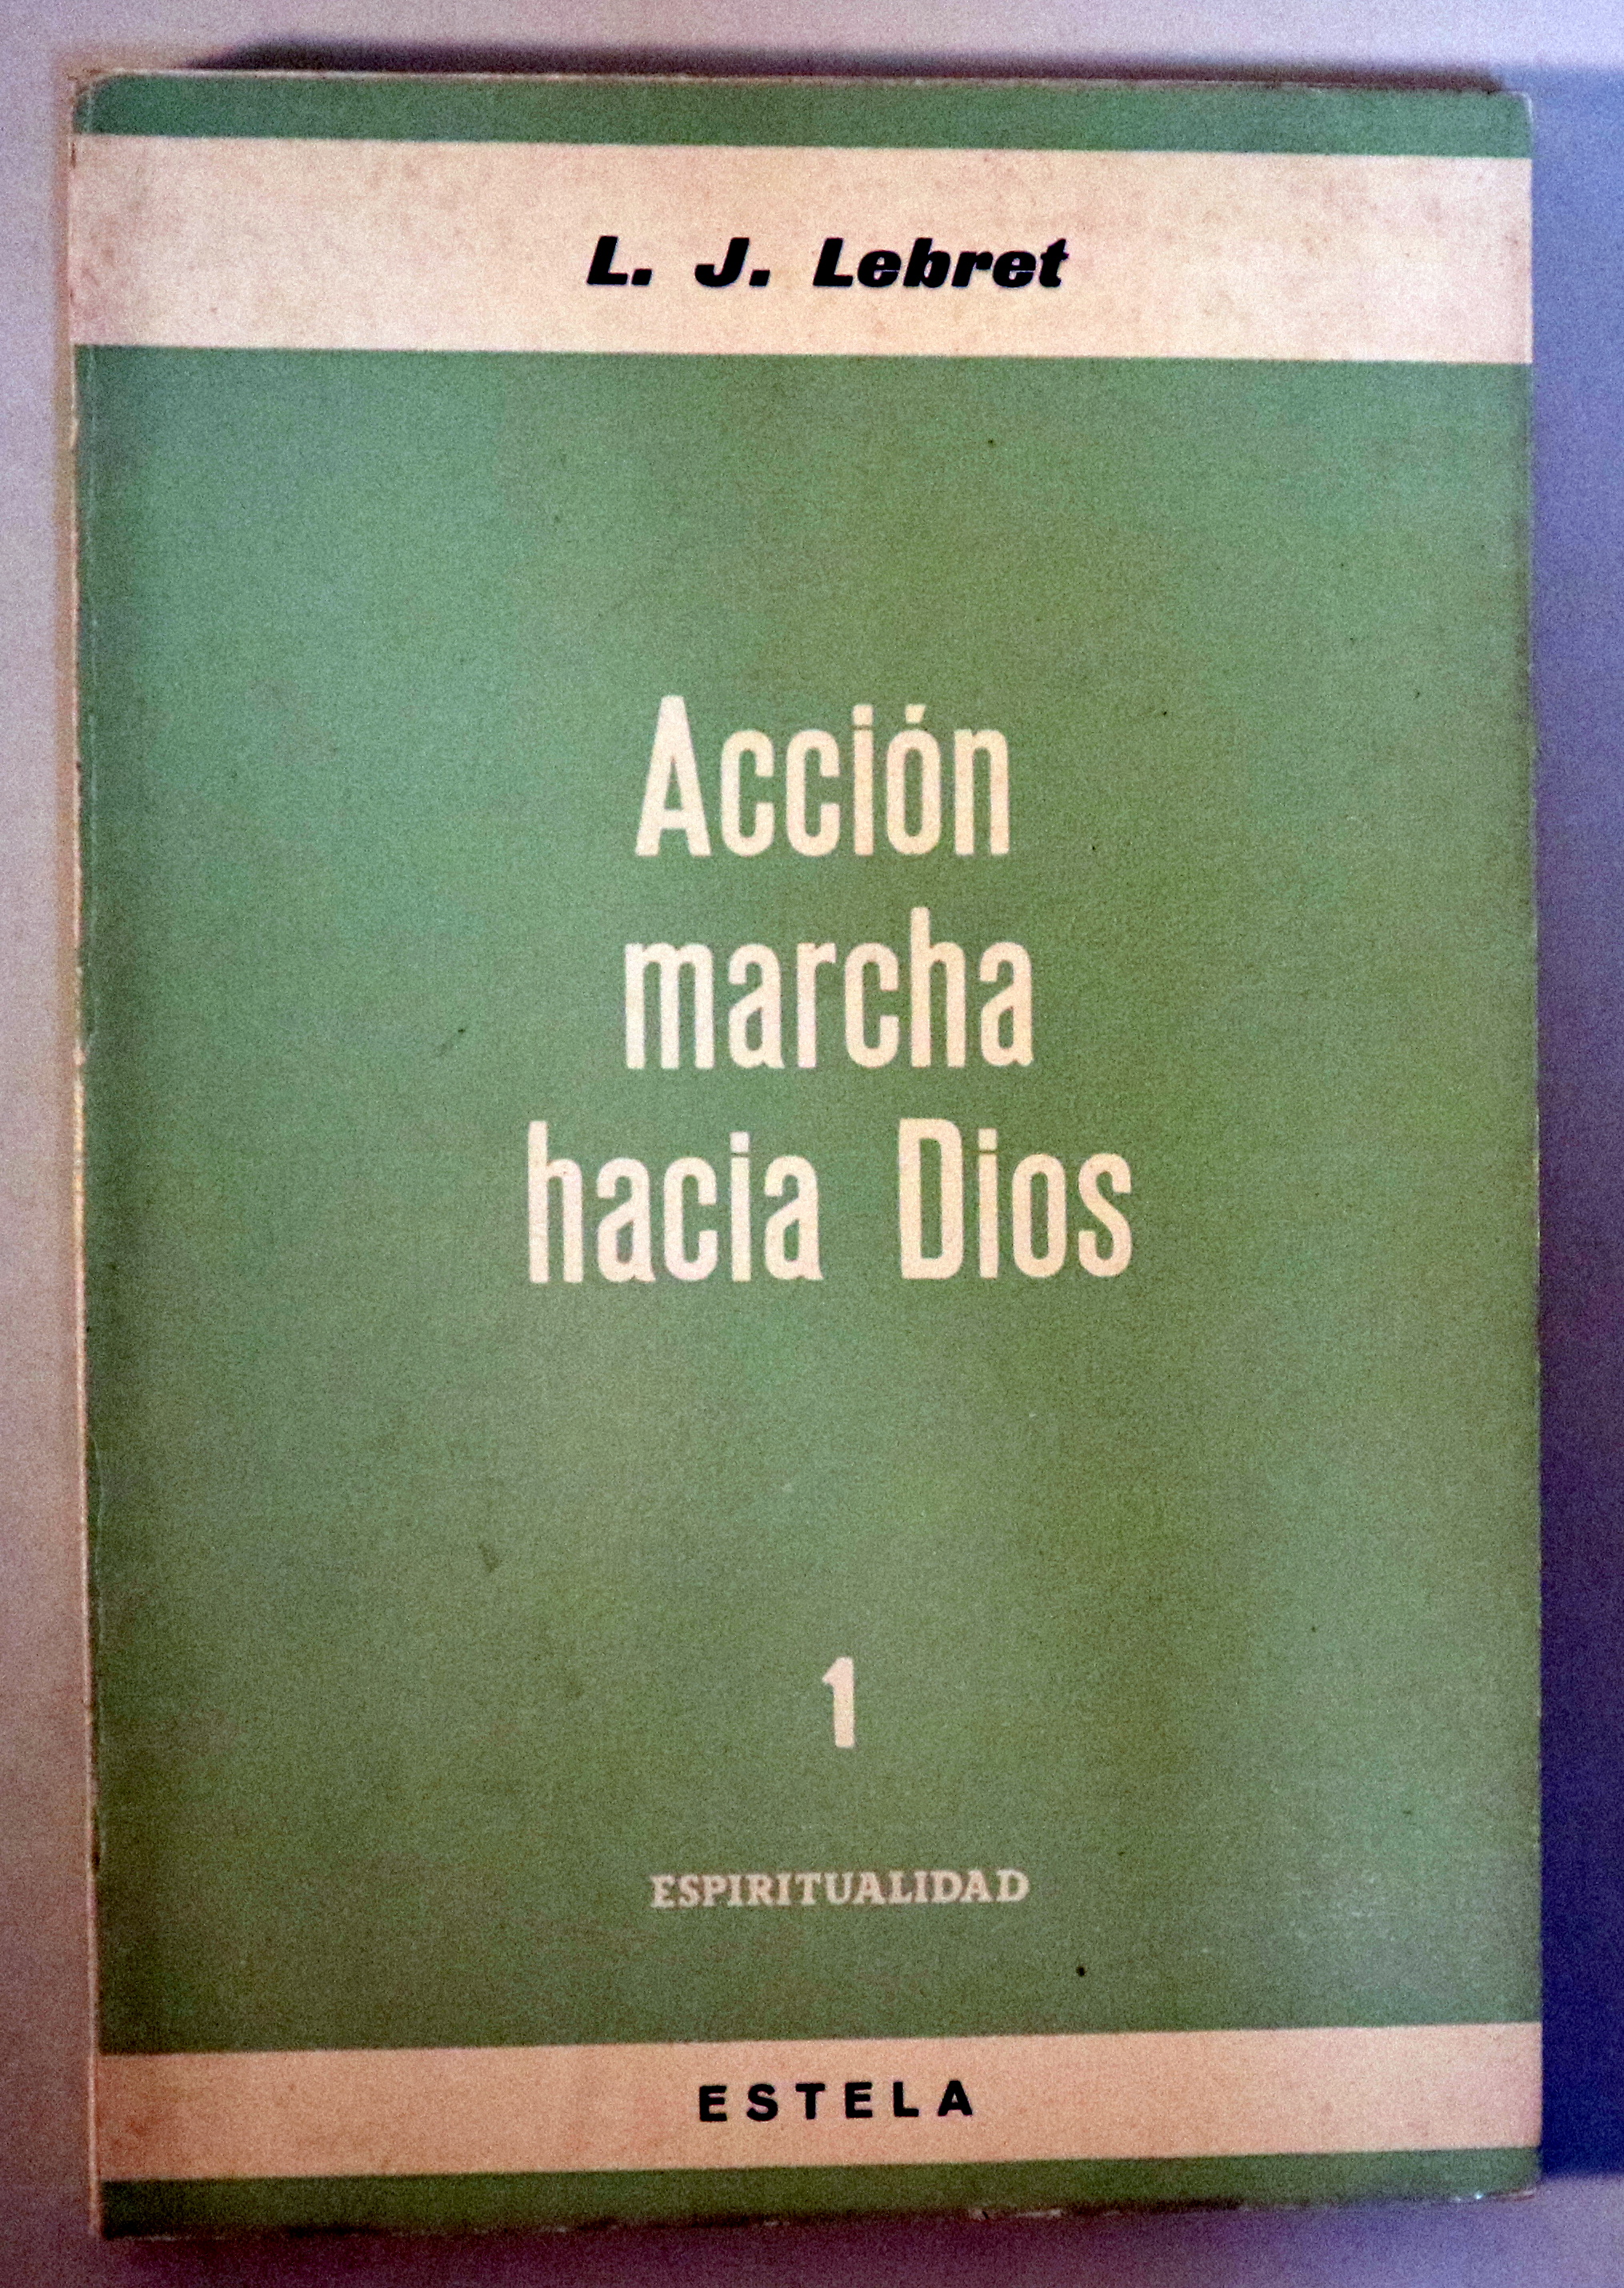 L. J. Lebret
Acción
marcha
hacia Dios
1
ESPIRITUALIDAD
ESTELA